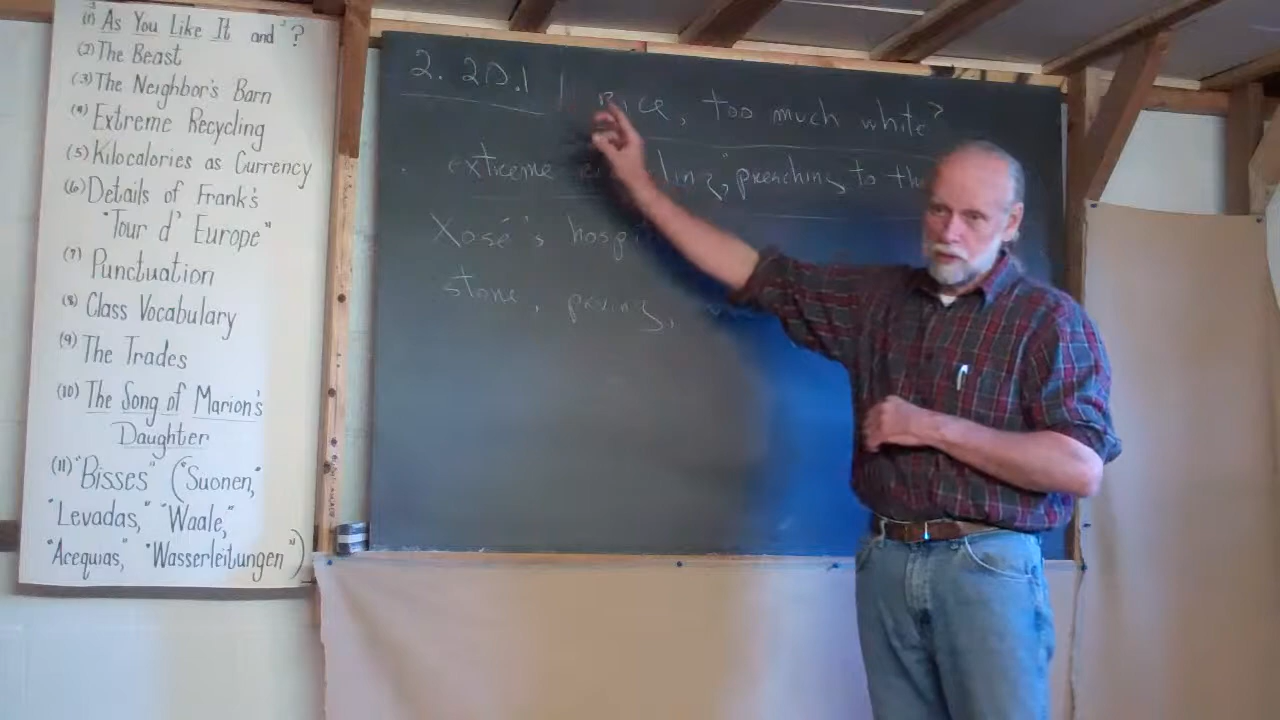 (1) As You Like It and "?
(2) The Beast
(3) The Neighbor's Barn
(4) Extreme Recycling
(5) Kilocalories as Currency
(6) Details of Frank's
"Tour d' Europe"
(7) Punctuation
(8) Class Vocabulary
(9) The Trades
(10) The Song of Marion's
Daughter
(11) "Bisses" ("Suonen,"
"Levadas," "Waale,"
"Acequias," "Wasserleitungen")
2. 20.1 too much white?
extreme preaching to the
Xosé's
stone, paving,